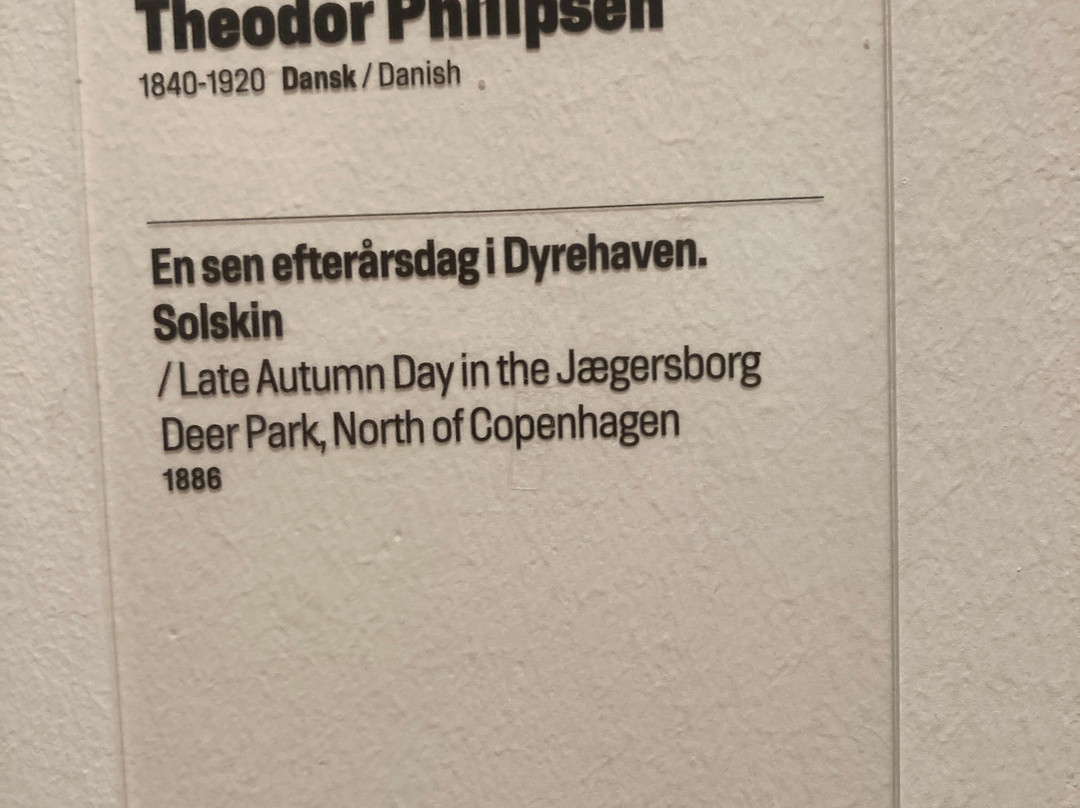 Theodor Philipsen
1840-1920 Dansk / Danish
En sen efterårsdag i Dyrehaven.
Solskin
/ Late Autumn Day in the Jægersborg
Deer Park, North of Copenhagen
1886